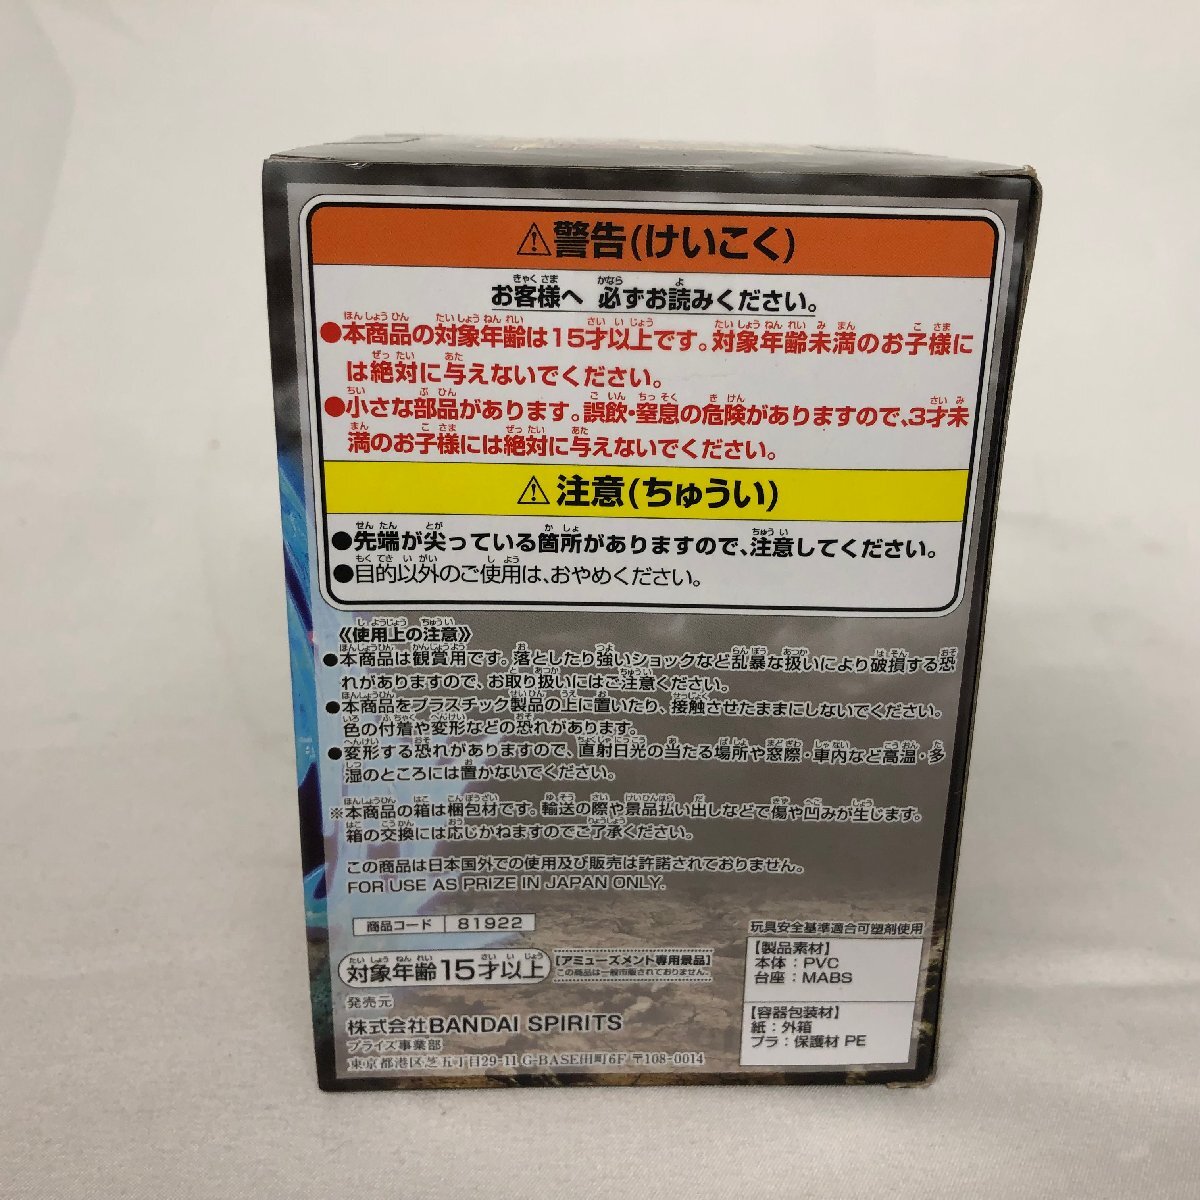 ⚠警告(けいこく)
お客様へ 必ずお読みください。
●本商品の対象年齢は15才以上です。対象年齢未満のお子様に
は絶対に与えないでください。
●小さな部品があります。誤飲・窒息の危険がありますので、3才未
満のお子様には絶対に与えないでください。
⚠注意(ちゅうい)
●先端が尖っている箇所がありますので、注意してください。
●目的以外のご使用は、おやめください。
《使用上の注意》
●本商品は観賞用です。落としたり強いショックなど乱暴な扱いにより破損する恐
れがありますので、お取り扱いにはご注意ください。
●本商品をプラスチック製品の上に置いたり、接触させたままにしないでください。
色の付着や変形などの恐れがあります。
●変形する恐れがありますので、直射日光の当たる場所や窓際・車内など高温・多
湿のところには置かないでください。
※本商品の箱は梱包材です。輸送の際や景品払い出しなどで傷や凹みが生じます。
箱の交換には応じかねますのでご了承ください。
この商品は日本国外での使用及び販売は許諾されておりません。
FOR USE AS PRIZE IN JAPAN ONLY.
商品コード 81922
対象年齢15才以上
【アミューズメント専用景品】
この商品は一般市販されておりません。
発売元
株式会社BANDAI SPIRITS
プライズ事業部
東京都港区芝五丁目29-11 G-BASE田町6F 〒108-0014
玩具安全基準適合可塑剤使用
【製品素材】
本体：PVC
台座：MABS
【容器包装材】
紙：外箱
プラ：保護材 PE